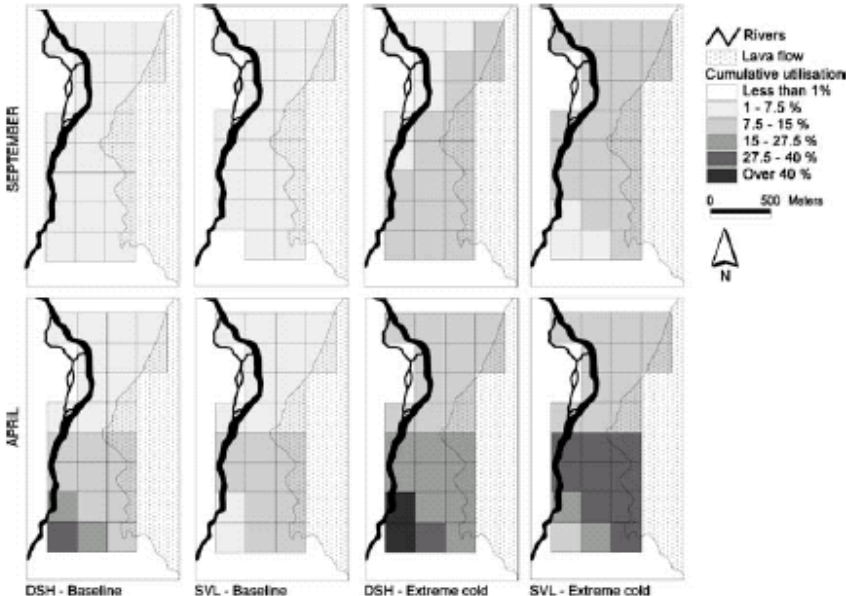 Rivers
Lava flow
Cumulative utilisation
Less than 1%
1 - 7.5 %
7.5 - 15 %
15 - 27.5 %
27.5 - 40 %
Over 40 %
0 500 Meters
N
SEPTEMBER
APRIL
DSH - Baseline SVL - Baseline DSH - Extreme cold SVL - Extreme cold